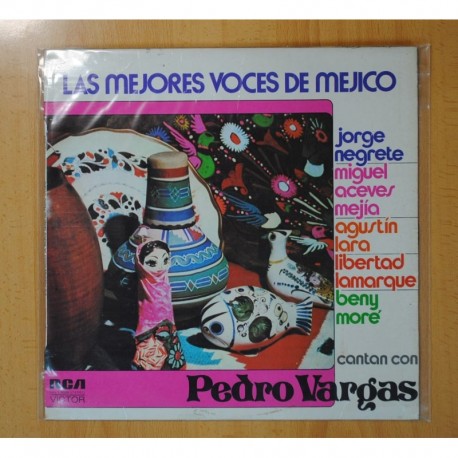 LAS MEJORES VOCES DE MEJICO
jorge
negrete
miguel
aceves
mejía
agustín
lara
libertad
lamarque
beny
moré
cantan con
Pedro Vargas
RCA
VICTOR